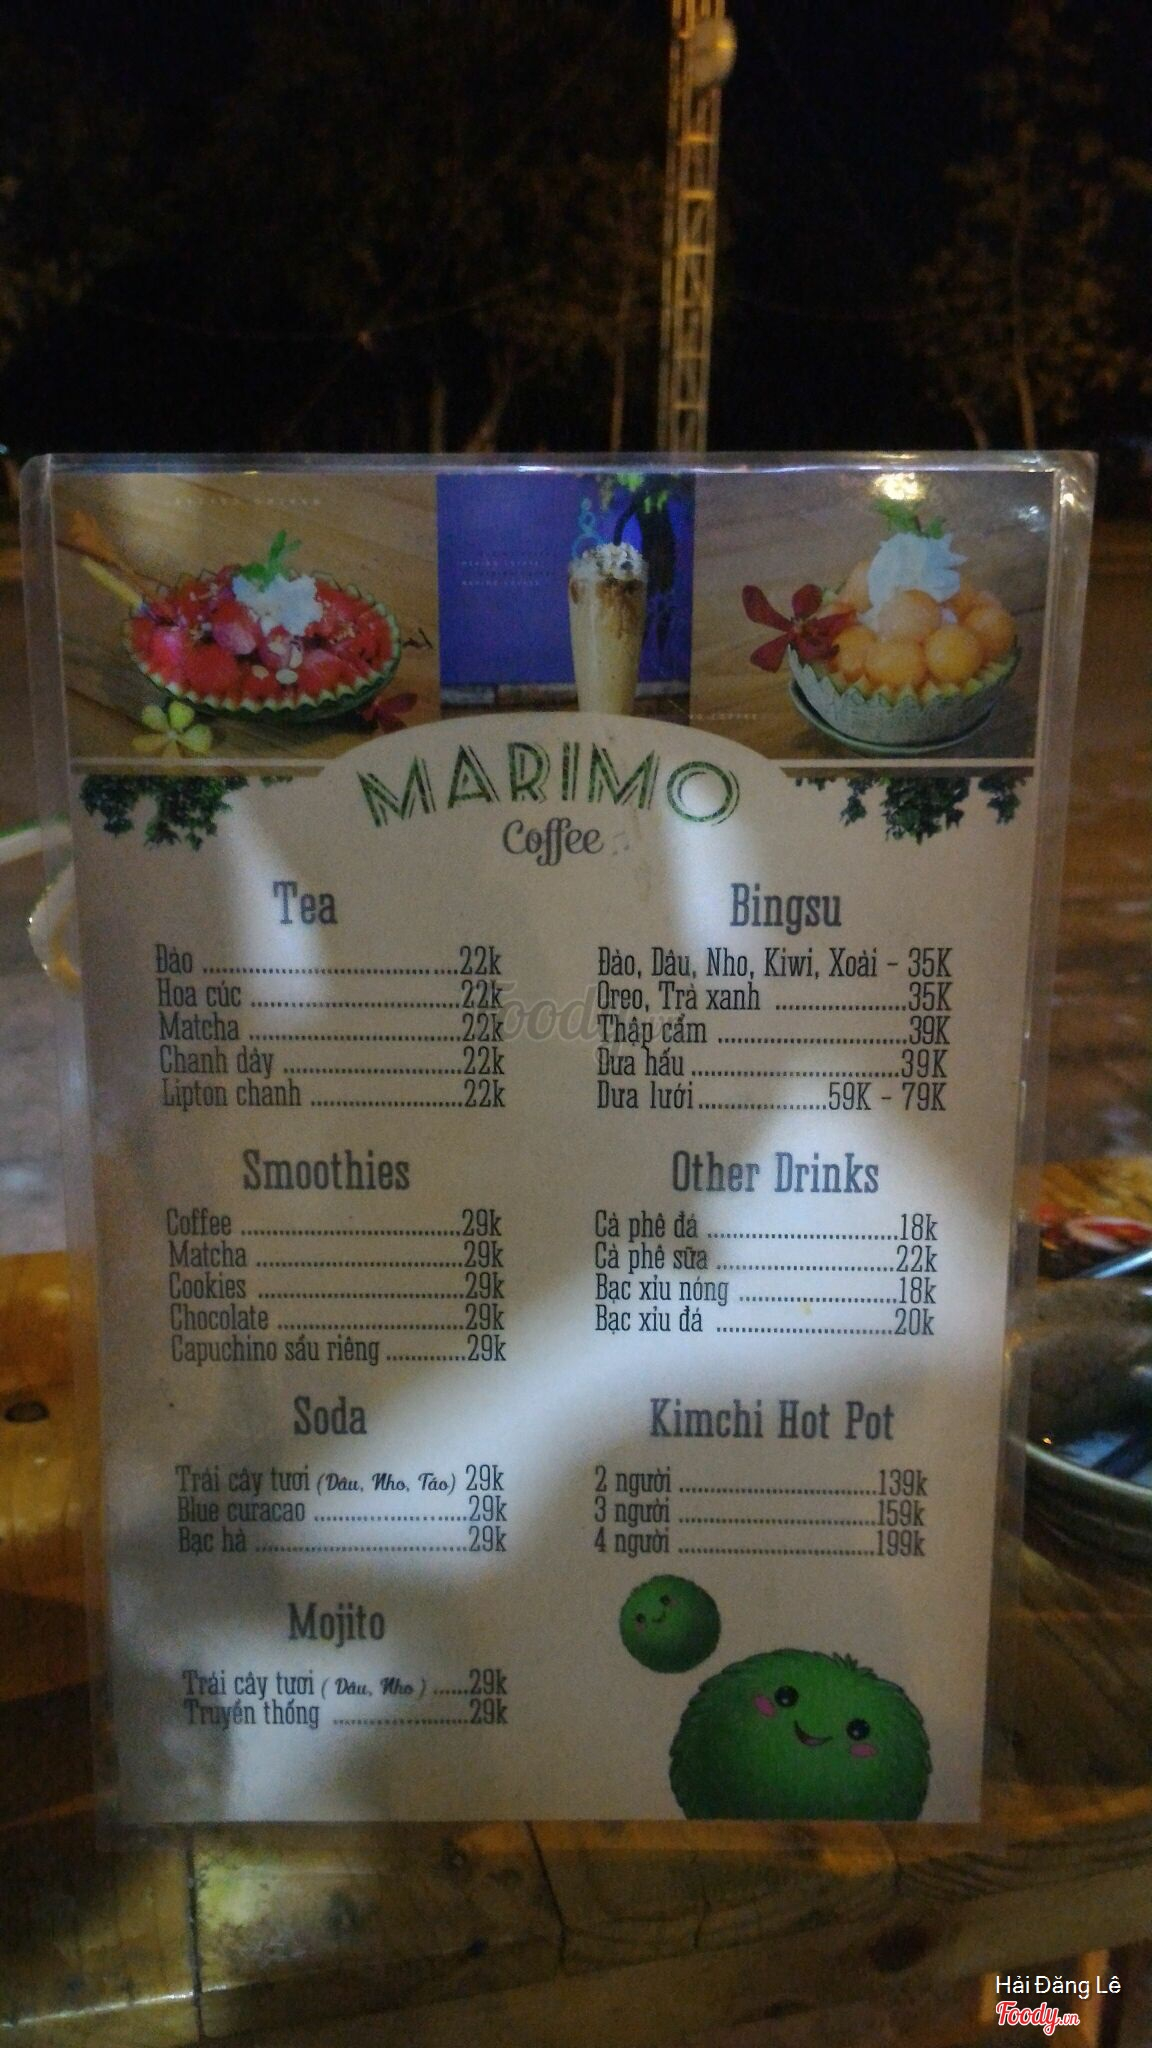 MARIMO
Coffee
Tea
Đào ........................................22k
Hoa cúc ................................22k
Matcha .................................22k
Chanh dây ............................22k
Lipton chanh ........................22k
Smoothies
Coffee ..................................29k
Matcha ................................29k
Cookies ................................29k
Chocolate .............................29k
Capuchino sầu riêng .............29k
Soda
Trái cây tươi (Dâu, Nho, Táo) 29k
Blue curacao ........................29k
Bạc hà ..................................29k
Mojito
Trái cây tươi ( Dâu, Nho ) ......29k
Truyền thống ......................29k
Bingsu
Đào, Dâu, Nho, Kiwi, Xoài - 35K
Oreo, Trà xanh .....................35K
Thập cẩm .............................39K
Dưa hấu ...............................39K
Dưa lưới ....................59K - 79K
Other Drinks
Cà phê đá .............................18k
Cà phê sữa ...........................22k
Bạc xỉu nóng ........................18k
Bạc xỉu đá ...........................20k
Kimchi Hot Pot
2 người ...............................139k
3 người ...............................159k
4 người ...............................199k
Foody
Hải Đăng Lê
Foody.vn